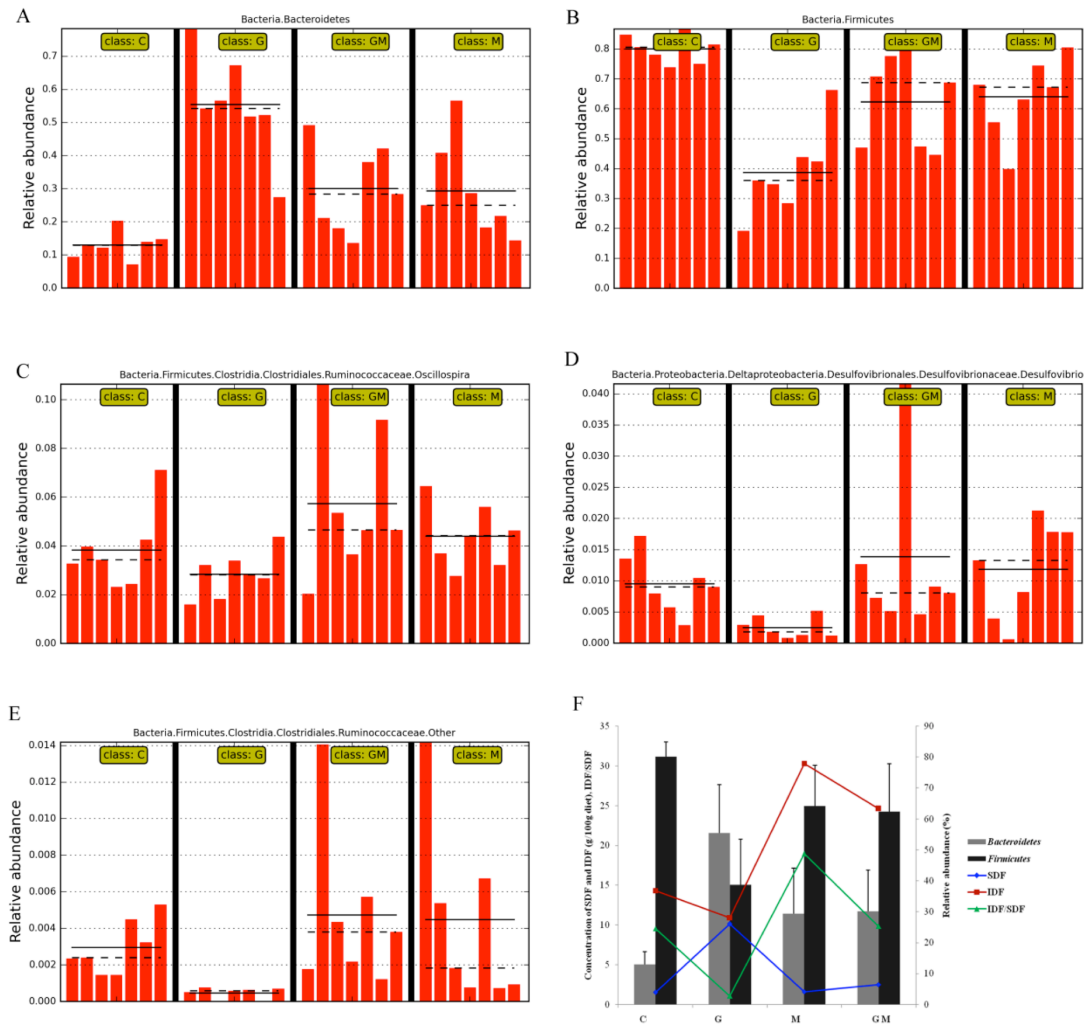 A
Bacteria.Bacteroidetes
class: C
class: G
class: GM
class: M
Relative abundance
0.7
0.6
0.5
0.4
0.3
0.2
0.1
0.0
B
Bacteria.Firmicutes
class: C
class: G
class: GM
class: M
Relative abundance
0.8
0.7
0.6
0.5
0.4
0.3
0.2
0.1
0.0
C
Bacteria.Firmicutes.Clostridia.Clostridiales.Ruminococcaceae.Oscillospira
class: C
class: G
class: GM
class: M
Relative abundance
0.10
0.08
0.06
0.04
0.02
0.00
D
Bacteria.Proteobacteria.Deltaproteobacteria.Desulfovibrionales.Desulfovibrionaceae.Desulfovibrio
class: C
class: G
class: GM
class: M
Relative abundance
0.040
0.035
0.030
0.025
0.020
0.015
0.010
0.005
0.000
E
Bacteria.Firmicutes.Clostridia.Clostridiales.Ruminococcaceae.Other
class: C
class: G
class: GM
class: M
Relative abundance
0.014
0.012
0.010
0.008
0.006
0.004
0.002
0.000
F
Concentration of SDF and IDF (g/100g diet), IDF/SDF
35
30
25
20
15
10
5
0
C
G
M
GM
90
80
70
60
50
40
30
20
10
0
Relative abundance (%)
Bacteroidetes
Firmicutes
SDF
IDF
IDF/SDF